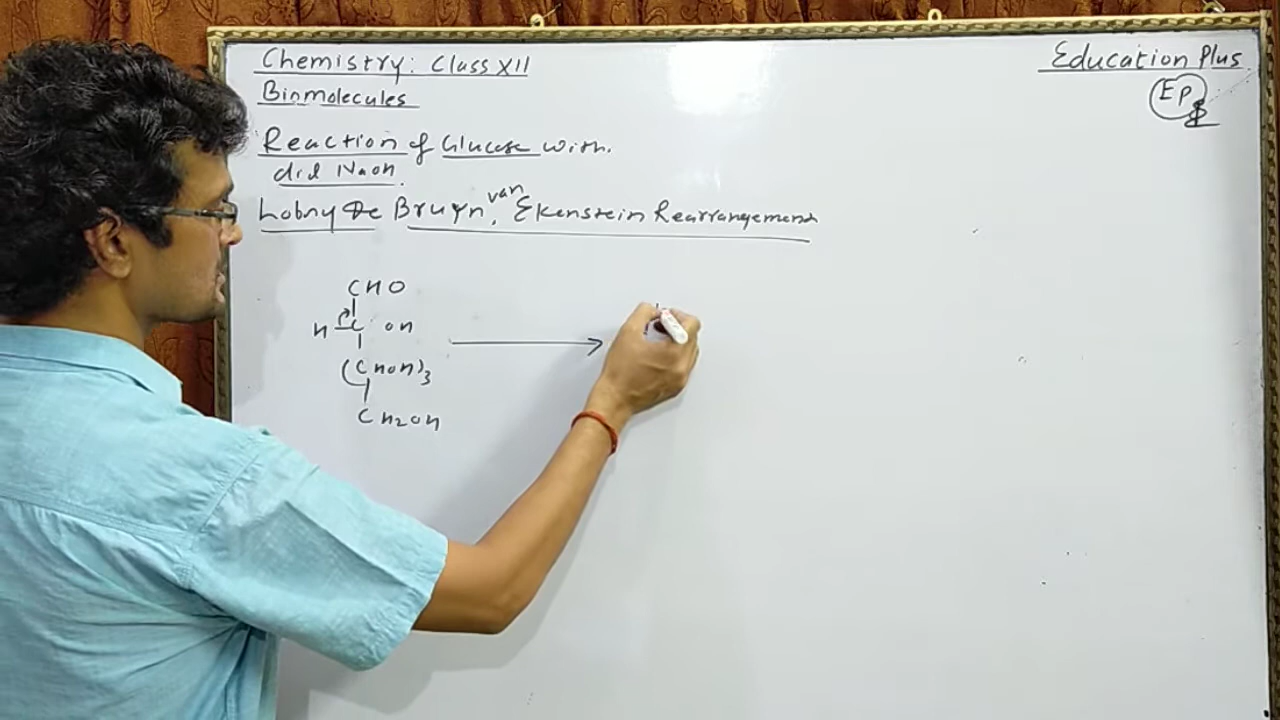 Chemistry: Class XII
Education Plus
Biomolecules
EP
Reaction of Glucose with.
dil NaOH.
Lobry De Bruyn, van Ekenstein Rearrangement
CHO
H-C OH
(CHOH)3
CH2OH